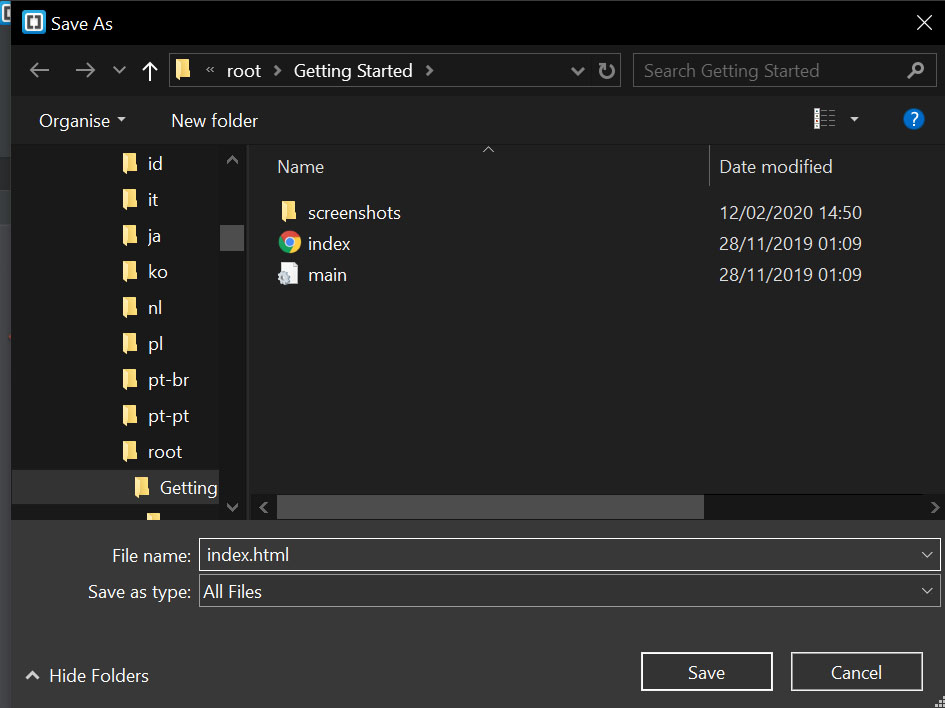 Save As
« root > Getting Started >
Search Getting Started
Organise
New folder
?
id
it
ja
ko
nl
pl
pt-br
pt-pt
root
Getting
Name
Date modified
screenshots 12/02/2020 14:50
index 28/11/2019 01:09
main 28/11/2019 01:09
File name: index.html
Save as type: All Files
Hide Folders
Save
Cancel